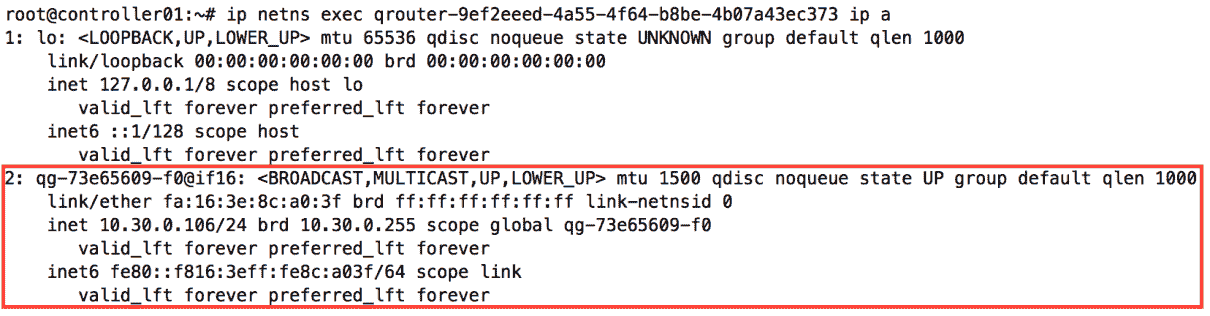 root@controller01:~# ip netns exec qrouter-9ef2eeed-4a55-4f64-b8be-4b07a43ec373 ip a
1: lo: <LOOPBACK,UP,LOWER_UP> mtu 65536 qdisc noqueue state UNKNOWN group default qlen 1000
    link/loopback 00:00:00:00:00:00 brd 00:00:00:00:00:00
    inet 127.0.0.1/8 scope host lo
       valid_lft forever preferred_lft forever
    inet6 ::1/128 scope host
       valid_lft forever preferred_lft forever
2: qg-73e65609-f0@if16: <BROADCAST,MULTICAST,UP,LOWER_UP> mtu 1500 qdisc noqueue state UP group default qlen 1000
    link/ether fa:16:3e:8c:a0:3f brd ff:ff:ff:ff:ff:ff link-netnsid 0
    inet 10.30.0.106/24 brd 10.30.0.255 scope global qg-73e65609-f0
       valid_lft forever preferred_lft forever
    inet6 fe80::f816:3eff:fe8c:a03f/64 scope link
       valid_lft forever preferred_lft forever